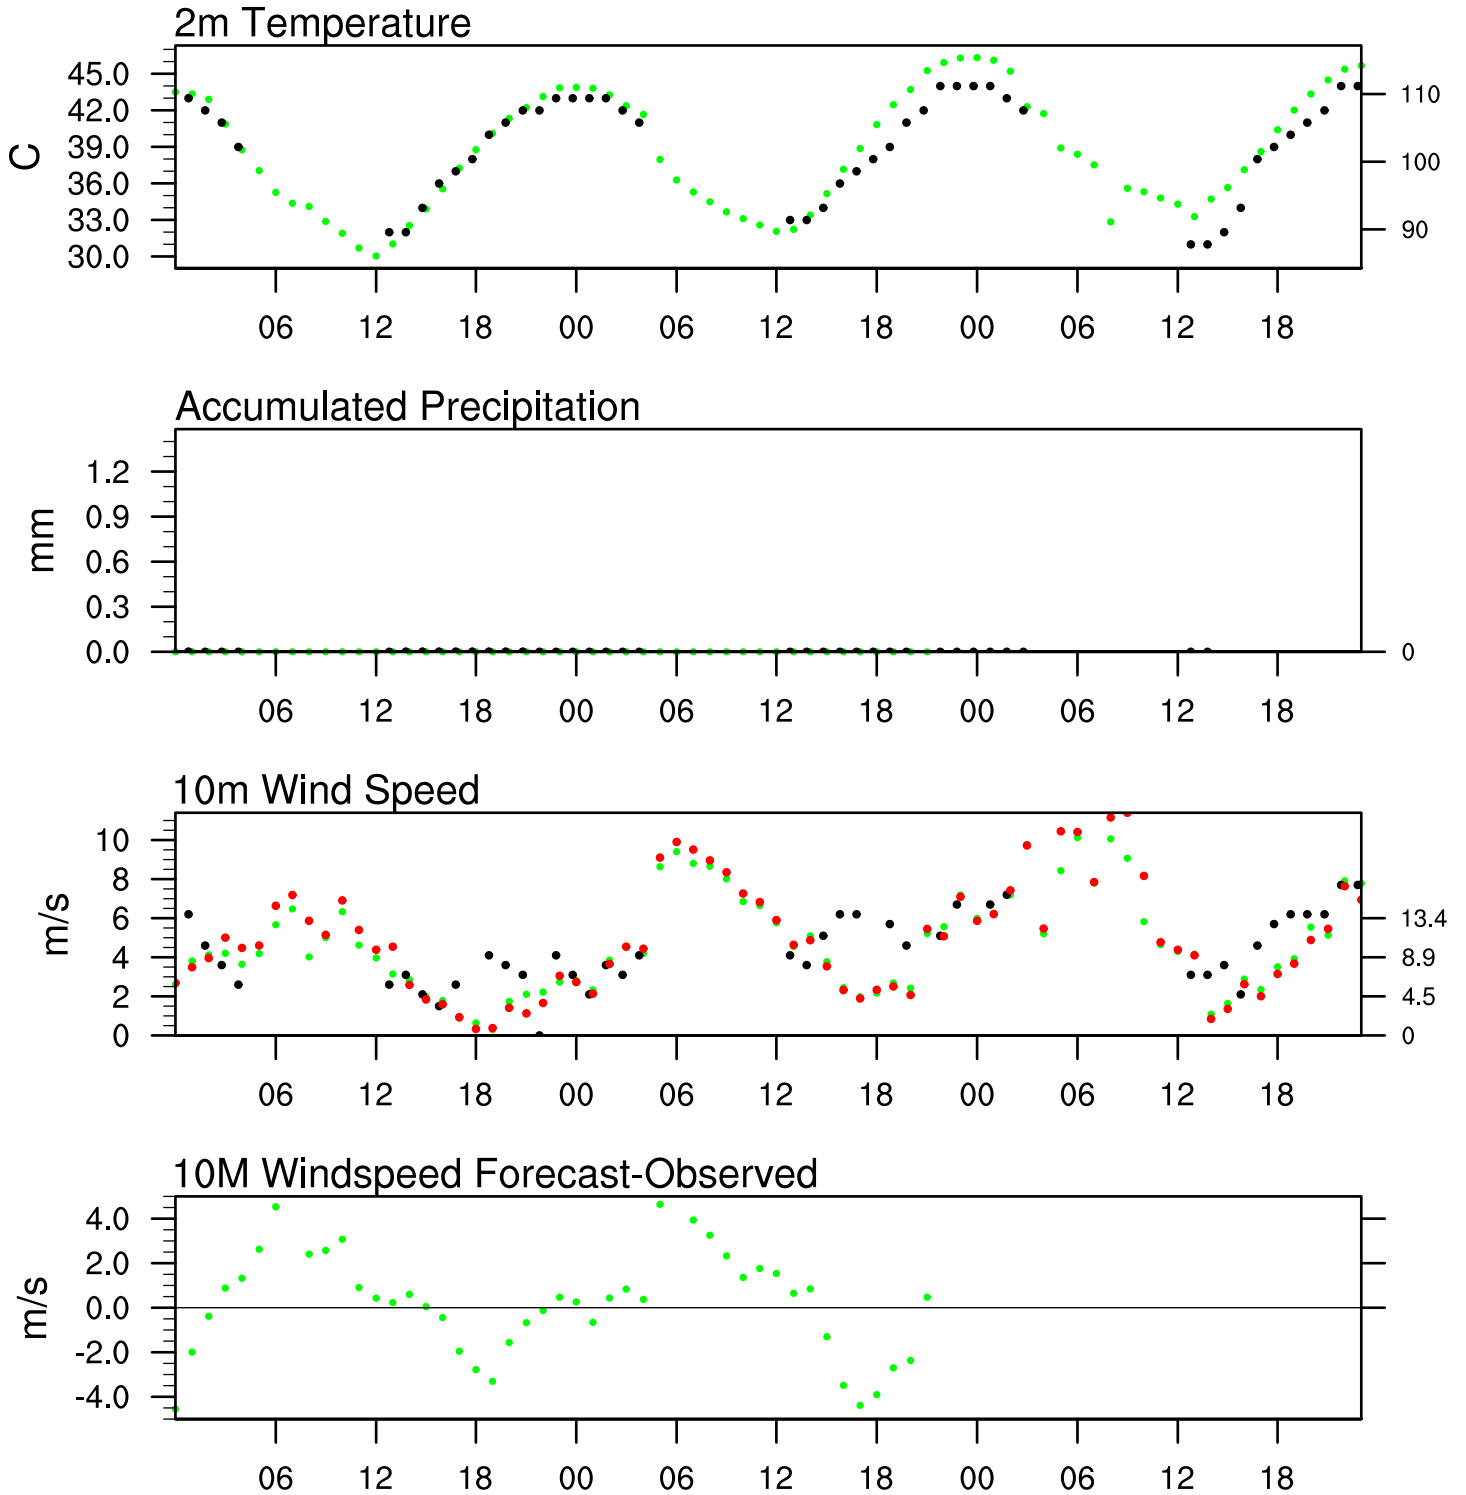 2m Temperature
C
45.0
42.0
39.0
36.0
33.0
30.0
110
100
90
06 12 18 00 06 12 18 00 06 12 18
Accumulated Precipitation
mm
1.2
0.9
0.6
0.3
0.0
0
06 12 18 00 06 12 18 00 06 12 18
10m Wind Speed
m/s
10
8
6
4
2
0
13.4
8.9
4.5
0
06 12 18 00 06 12 18 00 06 12 18
10M Windspeed Forecast-Observed
m/s
4.0
2.0
0.0
-2.0
-4.0
06 12 18 00 06 12 18 00 06 12 18